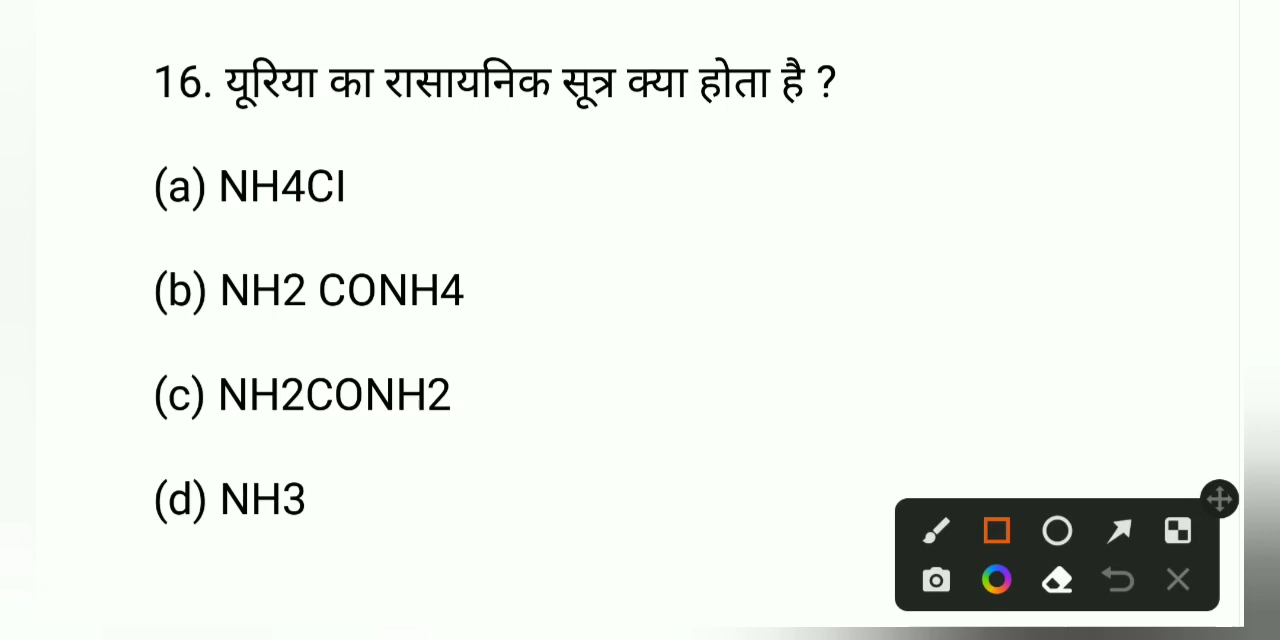 16. यूरिया का रासायनिक सूत्र क्या होता है ?
(a) NH4CI
(b) NH2 CONH4
(c) NH2CONH2
(d) NH3